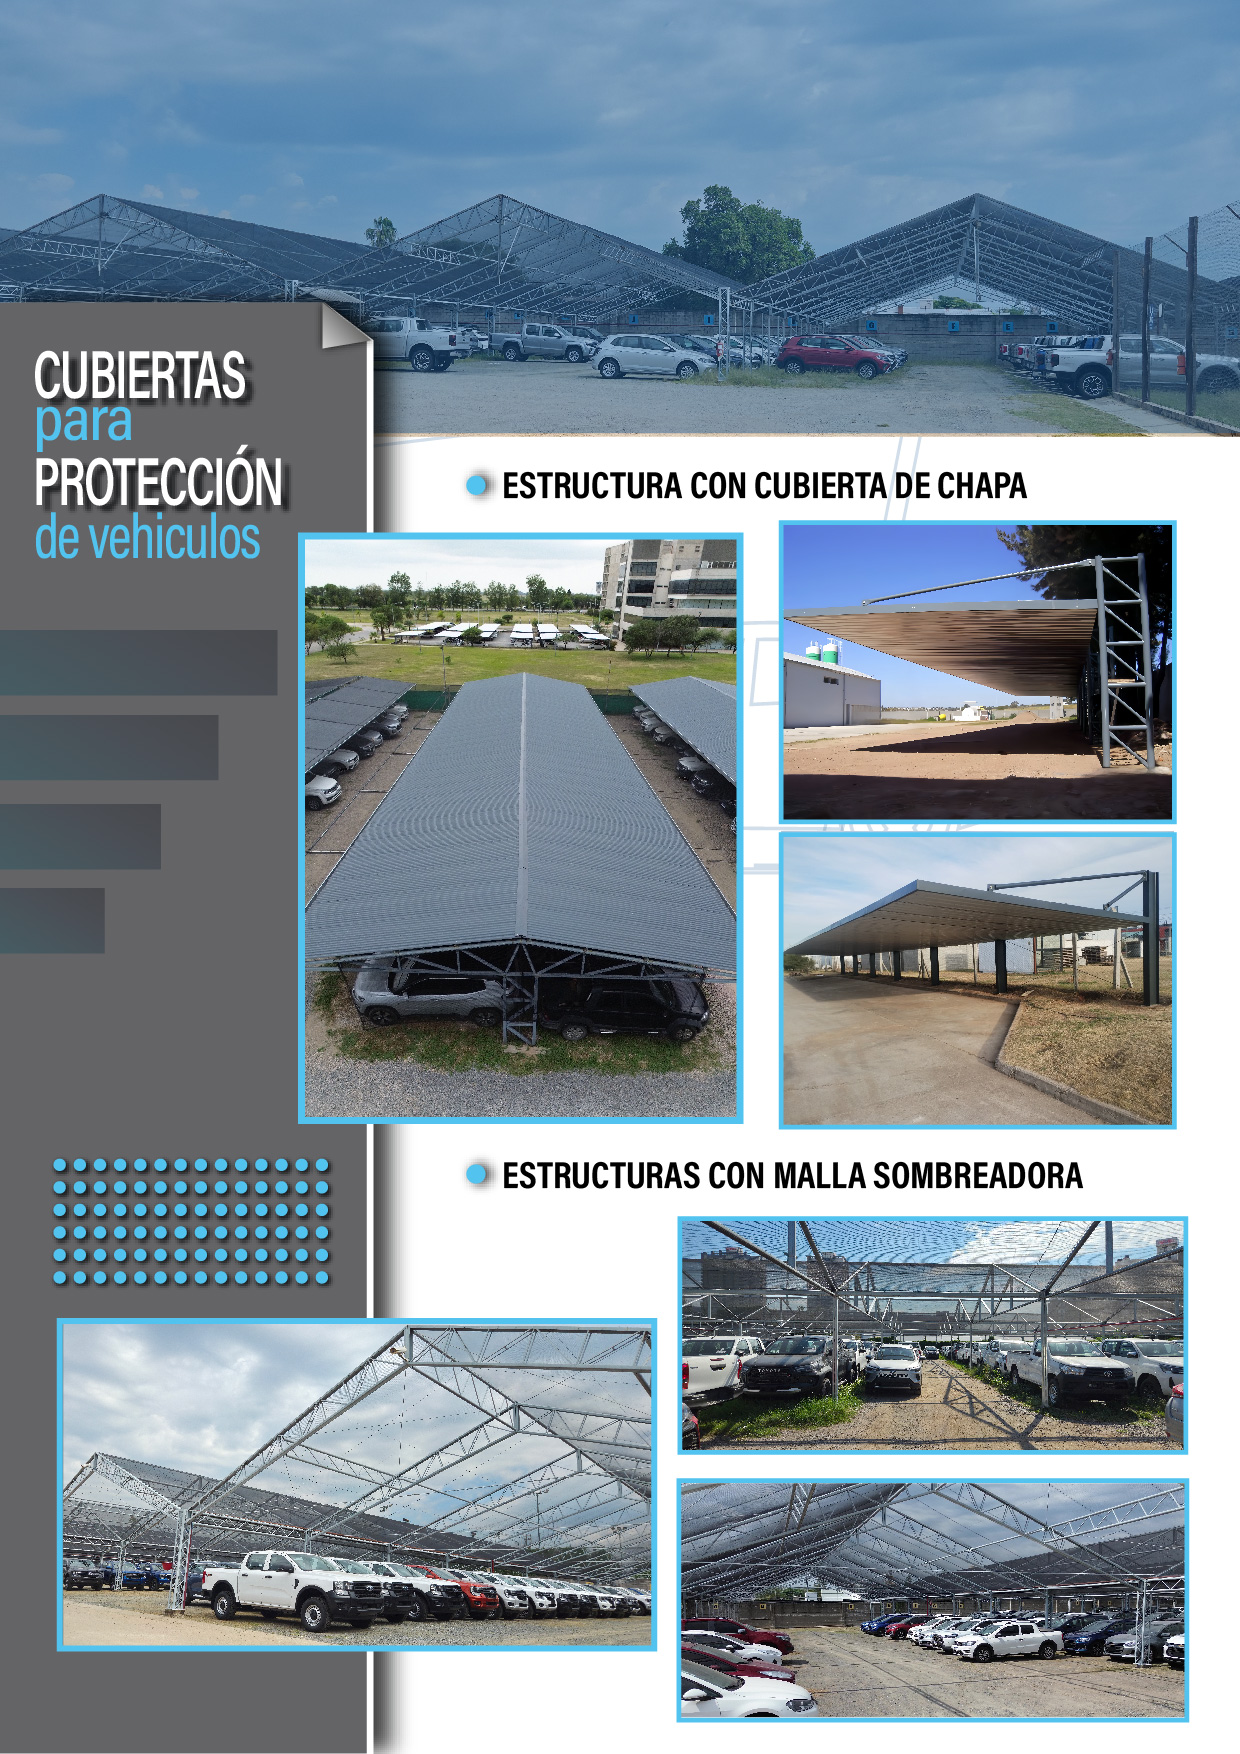 CUBIERTAS
para
PROTECCIÓN
de vehiculos
ESTRUCTURA CON CUBIERTA DE CHAPA
ESTRUCTURAS CON MALLA SOMBREADORA